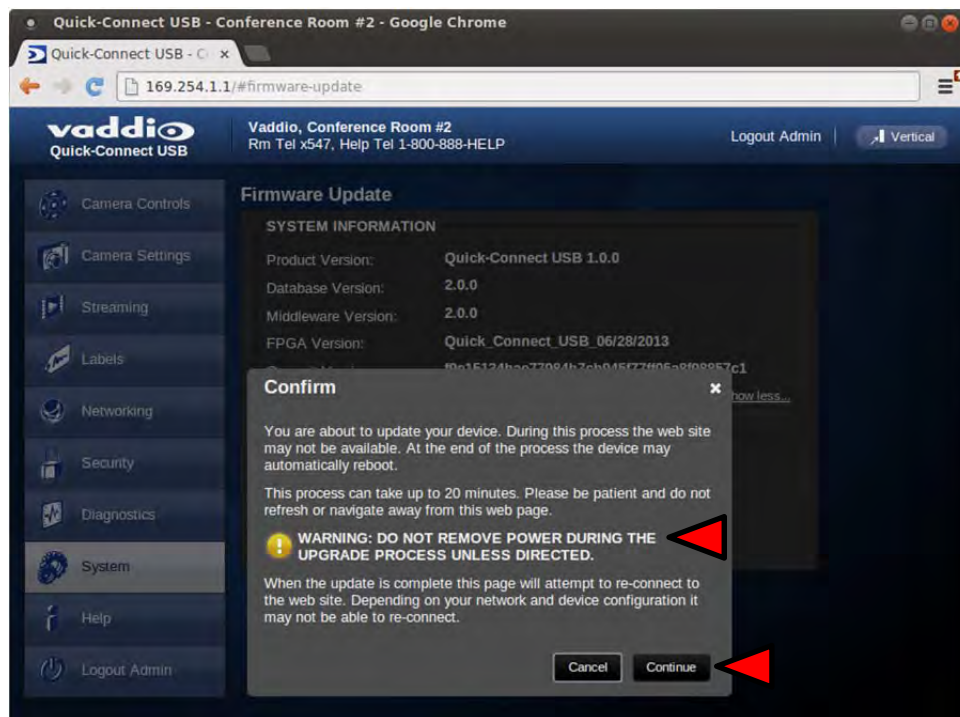 Quick-Connect USB - Conference Room #2 - Google Chrome
Quick-Connect USB - C
169.254.1.1/#firmware-update
vaddio
Quick-Connect USB
Vaddio, Conference Room #2
Rm Tel x547, Help Tel 1-800-888-HELP
Logout Admin
Vertical
Camera Controls
Camera Settings
Streaming
Labels
Networking
Security
Diagnostics
System
Help
Logout Admin
Firmware Update
SYSTEM INFORMATION
Product Version: Quick-Connect USB 1.0.0
Database Version: 2.0.0
Middleware Version: 2.0.0
FPGA Version: Quick_Connect_USB_06/28/2013
how less...
Confirm
You are about to update your device. During this process the web site
may not be available. At the end of the process the device may
automatically reboot.
This process can take up to 20 minutes. Please be patient and do not
refresh or navigate away from this web page.
WARNING: DO NOT REMOVE POWER DURING THE
UPGRADE PROCESS UNLESS DIRECTED.
When the update is complete this page will attempt to re-connect to
the web site. Depending on your network and device configuration it
may not be able to re-connect.
Cancel
Continue